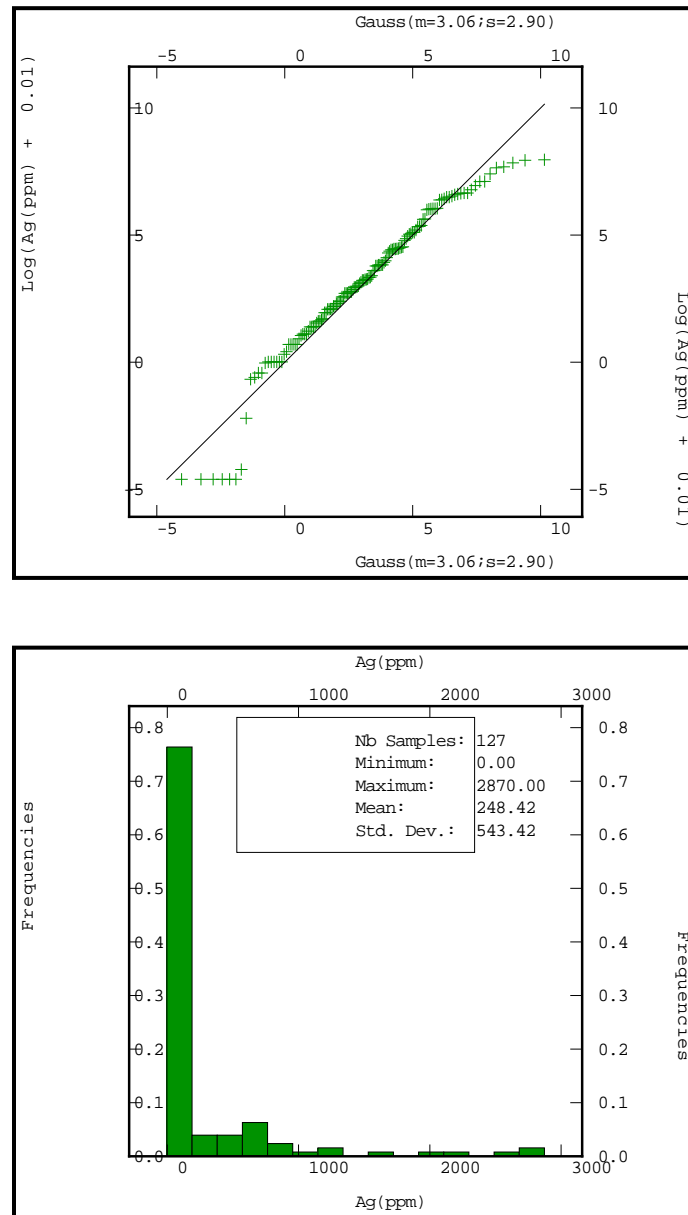 Gauss(m=3.06;s=2.90)
-5 0 5 10
Log(Ag(ppm) + 0.01)
10 10
5 5
0 0
-5 -5
Log(Ag(ppm) + 0.01)
-5 0 5 10
Gauss(m=3.06;s=2.90)
Ag(ppm)
0 1000 2000 3000
Nb Samples: 127
Minimum: 0.00
Maximum: 2870.00
Mean: 248.42
Std. Dev.: 543.42
Frequencies
0.8 0.8
0.7 0.7
0.6 0.6
0.5 0.5
0.4 0.4
0.3 0.3
0.2 0.2
0.1 0.1
0.0 0.0
Frequencies
0 1000 2000 3000
Ag(ppm)